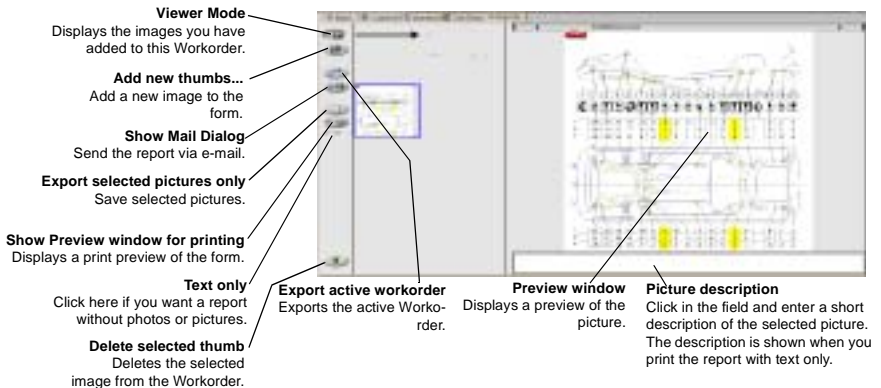 Viewer Mode
Displays the images you have
added to this Workorder.
Add new thumbs...
Add a new image to the
form.
Show Mail Dialog
Send the report via e-mail.
Export selected pictures only
Save selected pictures.
Show Preview window for printing
Displays a print preview of the form.
Text only
Click here if you want a report
without photos or pictures.
Delete selected thumb
Deletes the selected
image from the Workorder.
Export active workorder
Exports the active Worko-
rder.
Preview window
Displays a preview of the
picture.
Picture description
Click in the field and enter a short
description of the selected picture.
The description is shown when you
print the report with text only.